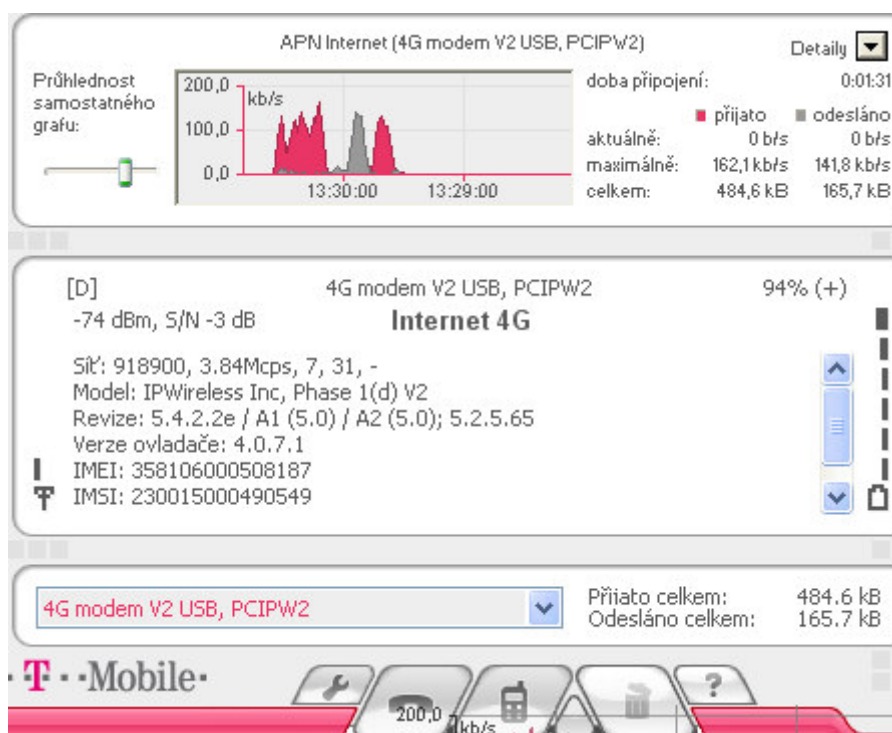 APN Internet (4G modem V2 USB, PCIPW2)
Detaily
Průhlednost
samostatného
grafu:
200,0
kb/s
100,0
0,0
13:30:00 13:29:00
doba připojení: 0:01:31
přijato odesláno
aktuálně: 0 b/s 0 b/s
maximálně: 162,1 kb/s 141,8 kb/s
celkem: 484,6 kB 165,7 kB
[D] 4G modem V2 USB, PCIPW2 94% (+)
-74 dBm, S/N -3 dB Internet 4G
Síť: 918900, 3.84Mcps, 7, 31, -
Model: IPWireless Inc, Phase 1(d) V2
Revize: 5.4.2.2e / A1 (5.0) / A2 (5.0); 5.2.5.65
Verze ovladače: 4.0.7.1
IMEI: 358106000508187
IMSI: 230015000490549
4G modem V2 USB, PCIPW2
Přijato celkem: 484.6 kB
Odesláno celkem: 165.7 kB
T··Mobile·
?
200,0
kb/s